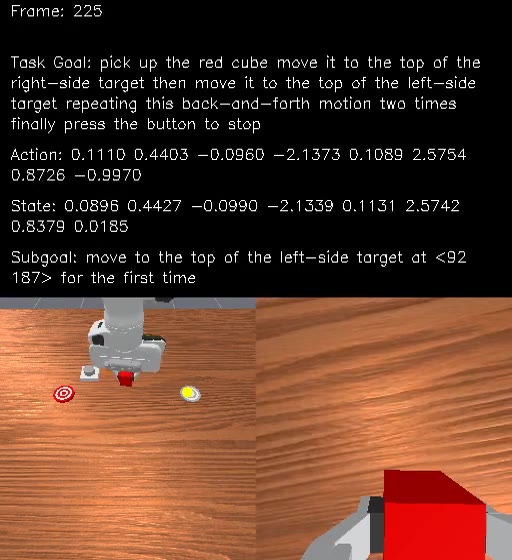 Frame: 225
Task Goal: pick up the red cube move it to the top of the
right-side target then move it to the top of the left-side
target repeating this back-and-forth motion two times
finally press the button to stop
Action: 0.1110 0.4403 -0.0960 -2.1373 0.1089 2.5754
0.8726 -0.9970
State: 0.0896 0.4427 -0.0990 -2.1339 0.1131 2.5742
0.8379 0.0185
Subgoal: move to the top of the left-side target at <92
187> for the first time